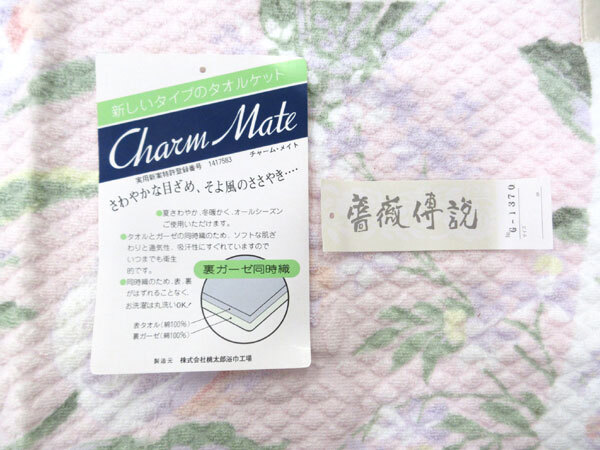 新しいタイプのタオルケット
Charm Mate
実用新案特許登録番号 1417583
チャーム・メイト
さわやかな目ざめ、そよ風のささやき‥‥
●夏さわやか、冬暖かく、オールシーズン
ご使用いただけます。
●タオルとガーゼの同時織のため、ソフトな肌ざ
わりと通気性、吸汗性にすぐれていますので
いつまでも衛生
的です。
●同時織のため、表、裏
がはずれることなく、
お洗濯は丸洗いOK!
裏ガーゼ同時織
表タオル(綿100%)
裏ガーゼ(綿100%)
製造元 株式会社桃太郎浴巾工場
薔薇傳説
No. G-1370
サイズ